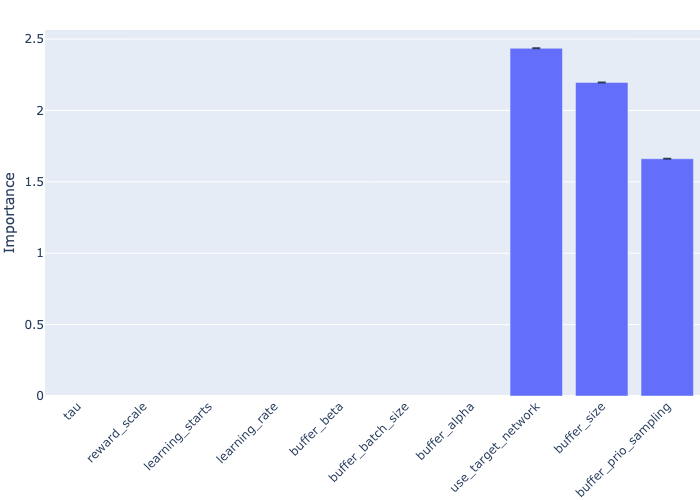 Importance
2.5
2
1.5
1
0.5
0
tau
reward_scale
learning_starts
learning_rate
buffer_beta
buffer_batch_size
buffer_alpha
use_target_network
buffer_size
buffer_prio_sampling